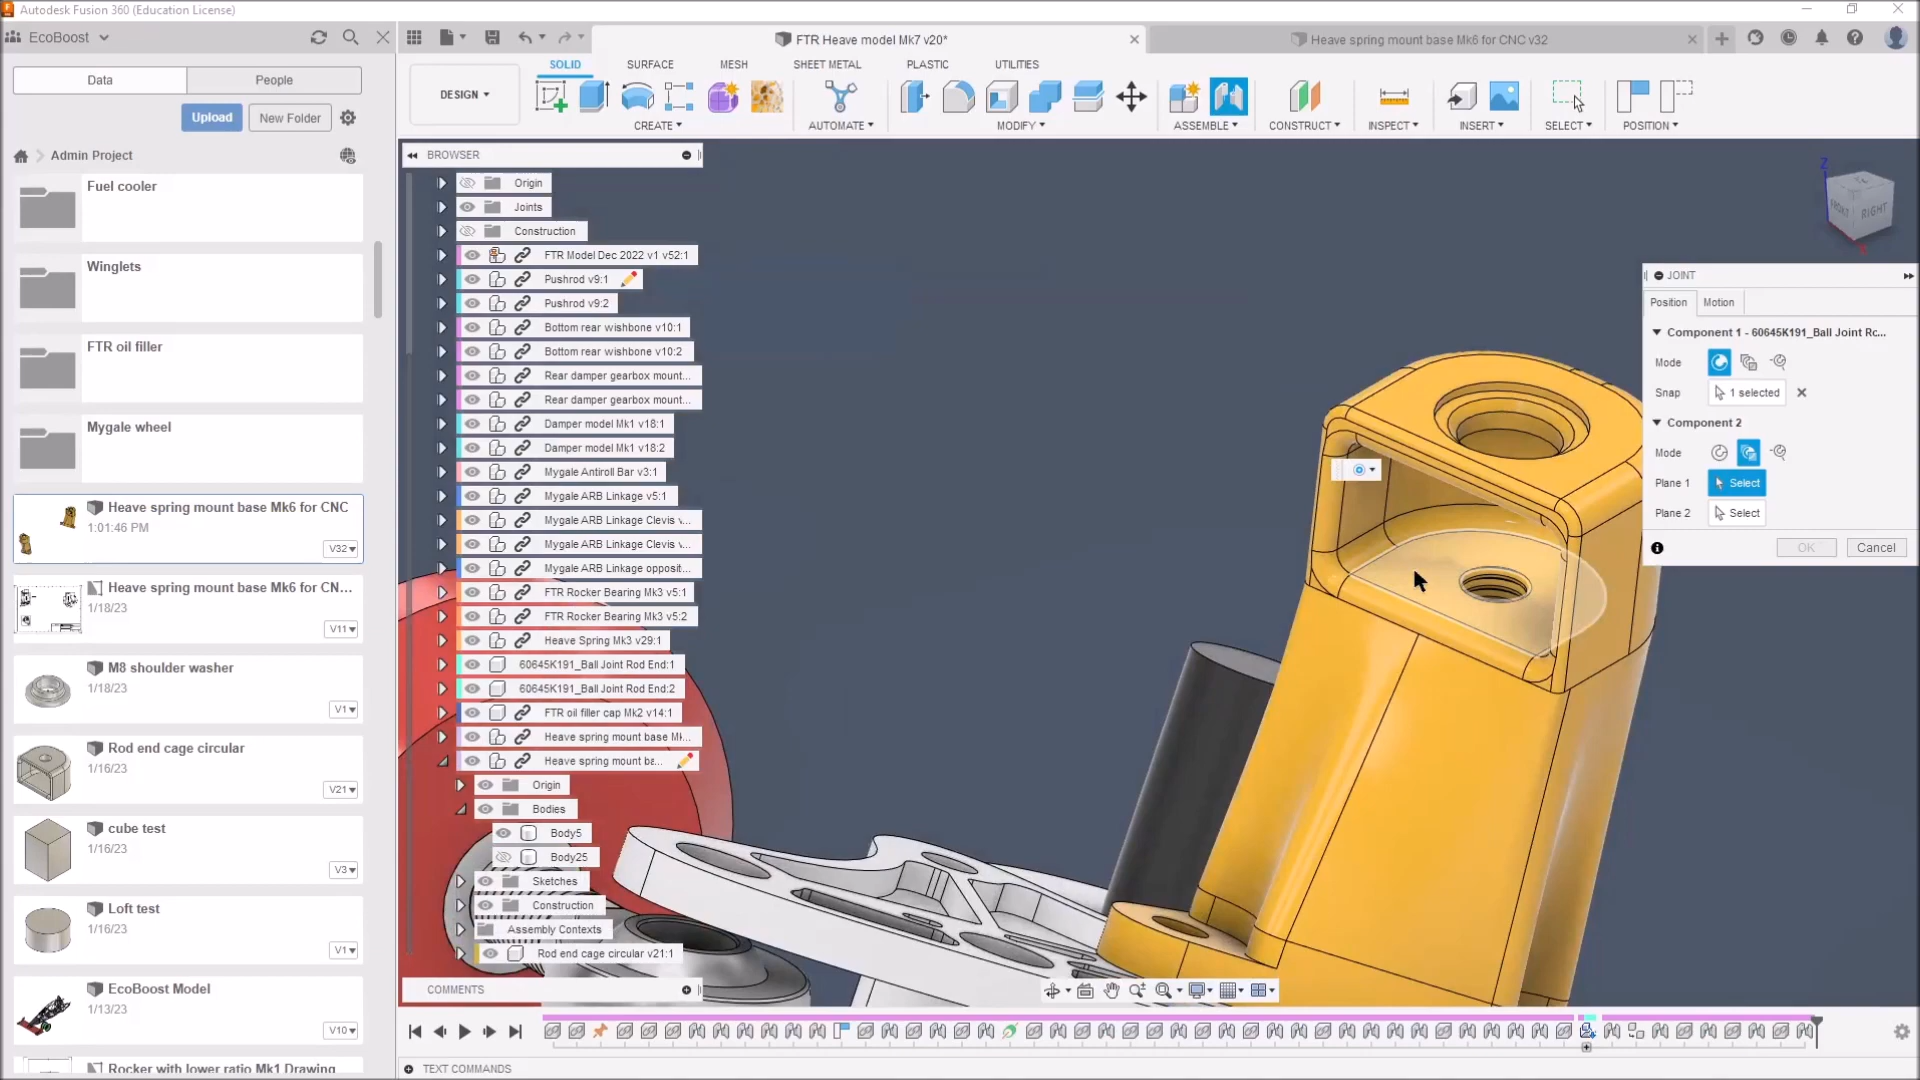 Autodesk Fusion 360 (Education License)
EcoBoost
FTR Heave model Mk7 v20*
Heave spring mount base Mk6 for CNC v32
Data
People
Upload
New Folder
Admin Project
Fuel cooler
Winglets
FTR oil filler
Mygale wheel
Heave spring mount base Mk6 for CNC
1:01:46 PM
V32
Heave spring mount base Mk6 for CN...
1/18/23
V11
M8 shoulder washer
1/18/23
V1
Rod end cage circular
1/16/23
V21
cube test
1/16/23
V3
Loft test
1/16/23
V1
EcoBoost Model
1/13/23
V10
Rocker with lower ratio Mk1 Drawing
DESIGN
SOLID
SURFACE
MESH
SHEET METAL
PLASTIC
UTILITIES
CREATE
AUTOMATE
MODIFY
ASSEMBLE
CONSTRUCT
INSPECT
INSERT
SELECT
POSITION
BROWSER
Origin
Joints
Construction
FTR Model Dec 2022 v1 v52:1
Pushrod v9:1
Pushrod v9:2
Bottom rear wishbone v10:1
Bottom rear wishbone v10:2
Rear damper gearbox mount...
Rear damper gearbox mount...
Damper model Mk1 v18:1
Damper model Mk1 v18:2
Mygale Antiroll Bar v3:1
Mygale ARB Linkage v5:1
Mygale ARB Linkage Clevis v...
Mygale ARB Linkage Clevis v...
Mygale ARB Linkage opposit...
FTR Rocker Bearing Mk3 v5:1
FTR Rocker Bearing Mk3 v5:2
Heave Spring Mk3 v29:1
60645K191_Ball Joint Rod End:1
60645K191_Ball Joint Rod End:2
FTR oil filler cap Mk2 v14:1
Heave spring mount base Mk...
Heave spring mount ba...
Origin
Bodies
Body5
Body25
Sketches
Construction
Assembly Contexts
Rod end cage circular v21:1
COMMENTS
TEXT COMMANDS
Z
FRONT
RIGHT
JOINT
Position
Motion
Component 1 - 60645K191_Ball Joint Rc...
Mode
Snap
1 selected
Component 2
Mode
Plane 1
Select
Plane 2
Select
OK
Cancel